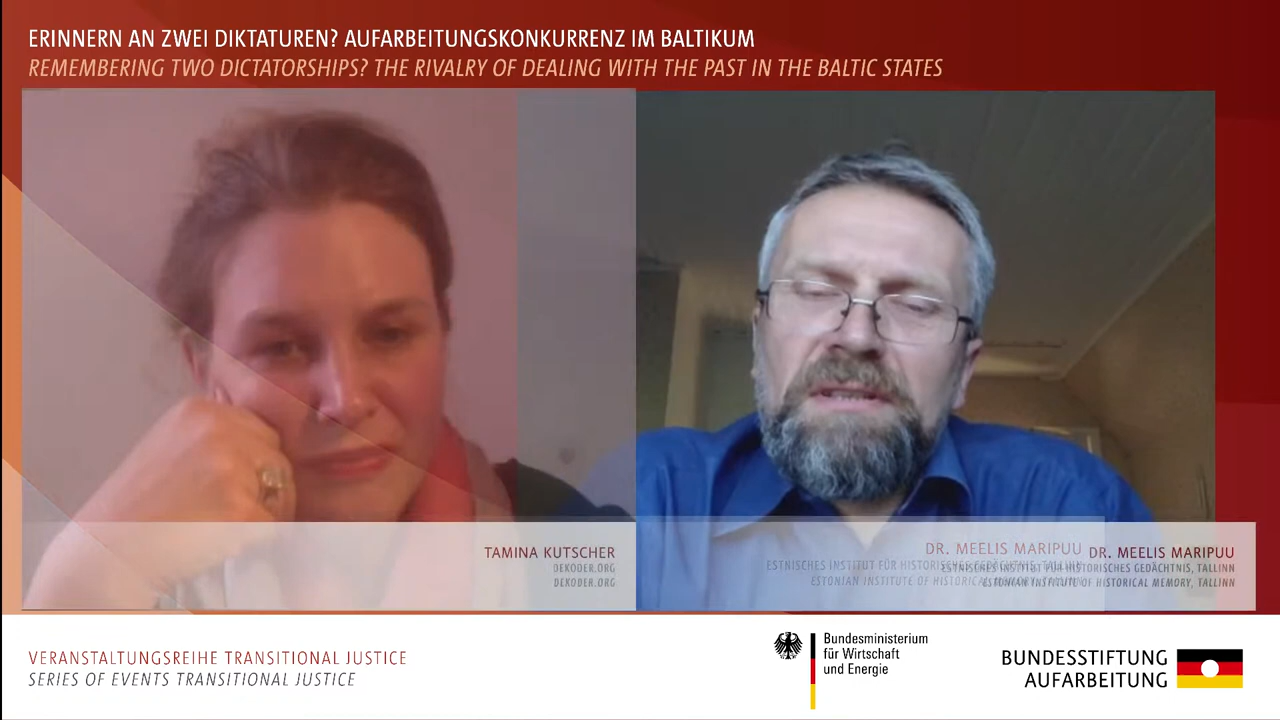 ERINNERN AN ZWEI DIKTATUREN? AUFARBEITUNGSKONKURRENZ IM BALTIKUM
REMEMBERING TWO DICTATORSHIPS? THE RIVALRY OF DEALING WITH THE PAST IN THE BALTIC STATES
TAMINA KUTSCHER
DEKODER.ORG
DEKODER.ORG
DR. MEELIS MARIPUU
DR. MEELIS MARIPUU
ESTNISCHES INSTITUT FÜR HISTORISCHES GEDÄCHTNIS, TALLINN
ESTONIAN INSTITUTE OF HISTORICAL MEMORY, TALLINN
VERANSTALTUNGSREIHE TRANSITIONAL JUSTICE
SERIES OF EVENTS TRANSITIONAL JUSTICE
Bundesministerium
für Wirtschaft
und Energie
BUNDESSTIFTUNG
AUFARBEITUNG